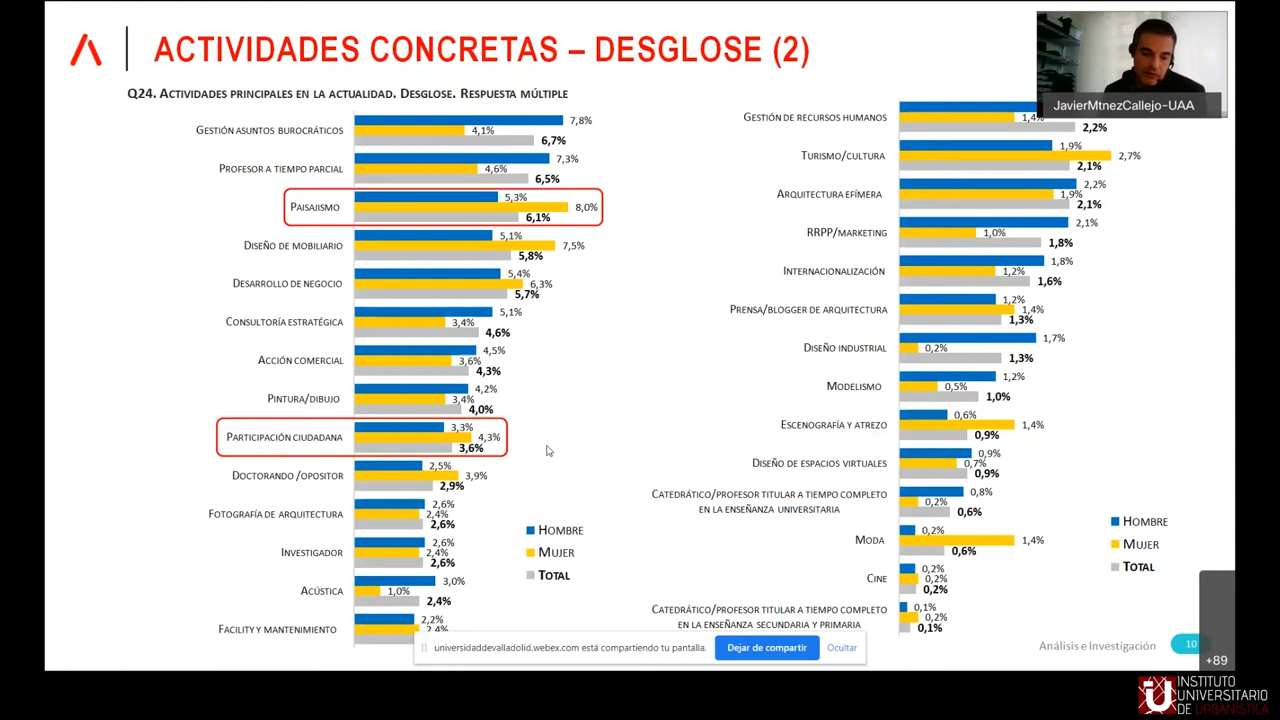 ACTIVIDADES CONCRETAS – DESGLOSE (2)
JavierMtnezCallejo-UAA
Q24. ACTIVIDADES PRINCIPALES EN LA ACTUALIDAD. DESGLOSE. RESPUESTA MÚLTIPLE
GESTIÓN ASUNTOS BUROCRÁTICOS 7,8% 4,1% 6,7%
PROFESOR A TIEMPO PARCIAL 7,3% 4,6% 6,5%
PAISAJISMO 5,3% 8,0% 6,1%
DISEÑO DE MOBILIARIO 5,1% 7,5% 5,8%
DESARROLLO DE NEGOCIO 5,4% 6,3% 5,7%
CONSULTORÍA ESTRATÉGICA 5,1% 3,4% 4,6%
ACCIÓN COMERCIAL 4,5% 3,6% 4,3%
PINTURA/DIBUJO 4,2% 3,4% 4,0%
PARTICIPACIÓN CIUDADANA 3,3% 4,3% 3,6%
DOCTORANDO /OPOSITOR 2,5% 3,9% 2,9%
FOTOGRAFÍA DE ARQUITECTURA 2,6% 2,4% 2,6%
INVESTIGADOR 2,6% 2,4% 2,6%
ACÚSTICA 3,0% 1,0% 2,4%
FACILITY Y MANTENIMIENTO 2,2% 2,4%
HOMBRE
MUJER
TOTAL
GESTIÓN DE RECURSOS HUMANOS 1,4% 2,2%
TURISMO/CULTURA 1,9% 2,7% 2,1%
ARQUITECTURA EFÍMERA 2,2% 1,9% 2,1%
RRPP/MARKETING 2,1% 1,0% 1,8%
INTERNACIONALIZACIÓN 1,8% 1,2% 1,6%
PRENSA/BLOGGER DE ARQUITECTURA 1,2% 1,4% 1,3%
DISEÑO INDUSTRIAL 1,7% 0,2% 1,3%
MODELISMO 1,2% 0,5% 1,0%
ESCENOGRAFÍA Y ATREZO 0,6% 1,4% 0,9%
DISEÑO DE ESPACIOS VIRTUALES 0,9% 0,7% 0,9%
CATEDRÁTICO/PROFESOR TITULAR A TIEMPO COMPLETO
EN LA ENSEÑANZA UNIVERSITARIA 0,8% 0,2% 0,6%
MODA 0,2% 1,4% 0,6%
CINE 0,2% 0,2% 0,2%
CATEDRÁTICO/PROFESOR TITULAR A TIEMPO COMPLETO
EN LA ENSEÑANZA SECUNDARIA Y PRIMARIA 0,1% 0,2% 0,1%
HOMBRE
MUJER
TOTAL
universidaddevalladolid.webex.com está compartiendo tu pantalla. Dejar de compartir Ocultar
Análisis e Investigación 10
+89
INSTITUTO
UNIVERSITARIO
DE URBANÍSTICA